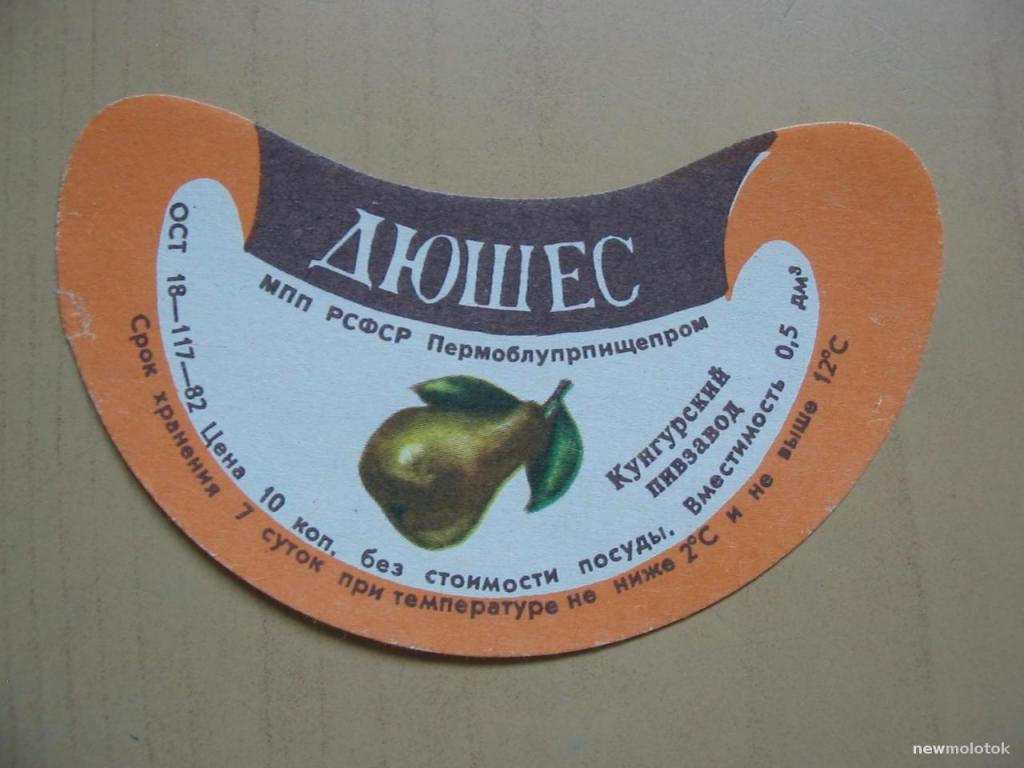 ДЮШЕС
МПП РСФСР Пермоблупрпищепром
Кунгурский
пивзавод
ОСТ 18—117—82 Цена 10 коп. без стоимости посуды. Вместимость 0,5 дм³
Срок хранения 7 суток при температуре не ниже 2°С и не выше 12°С
newmolotok